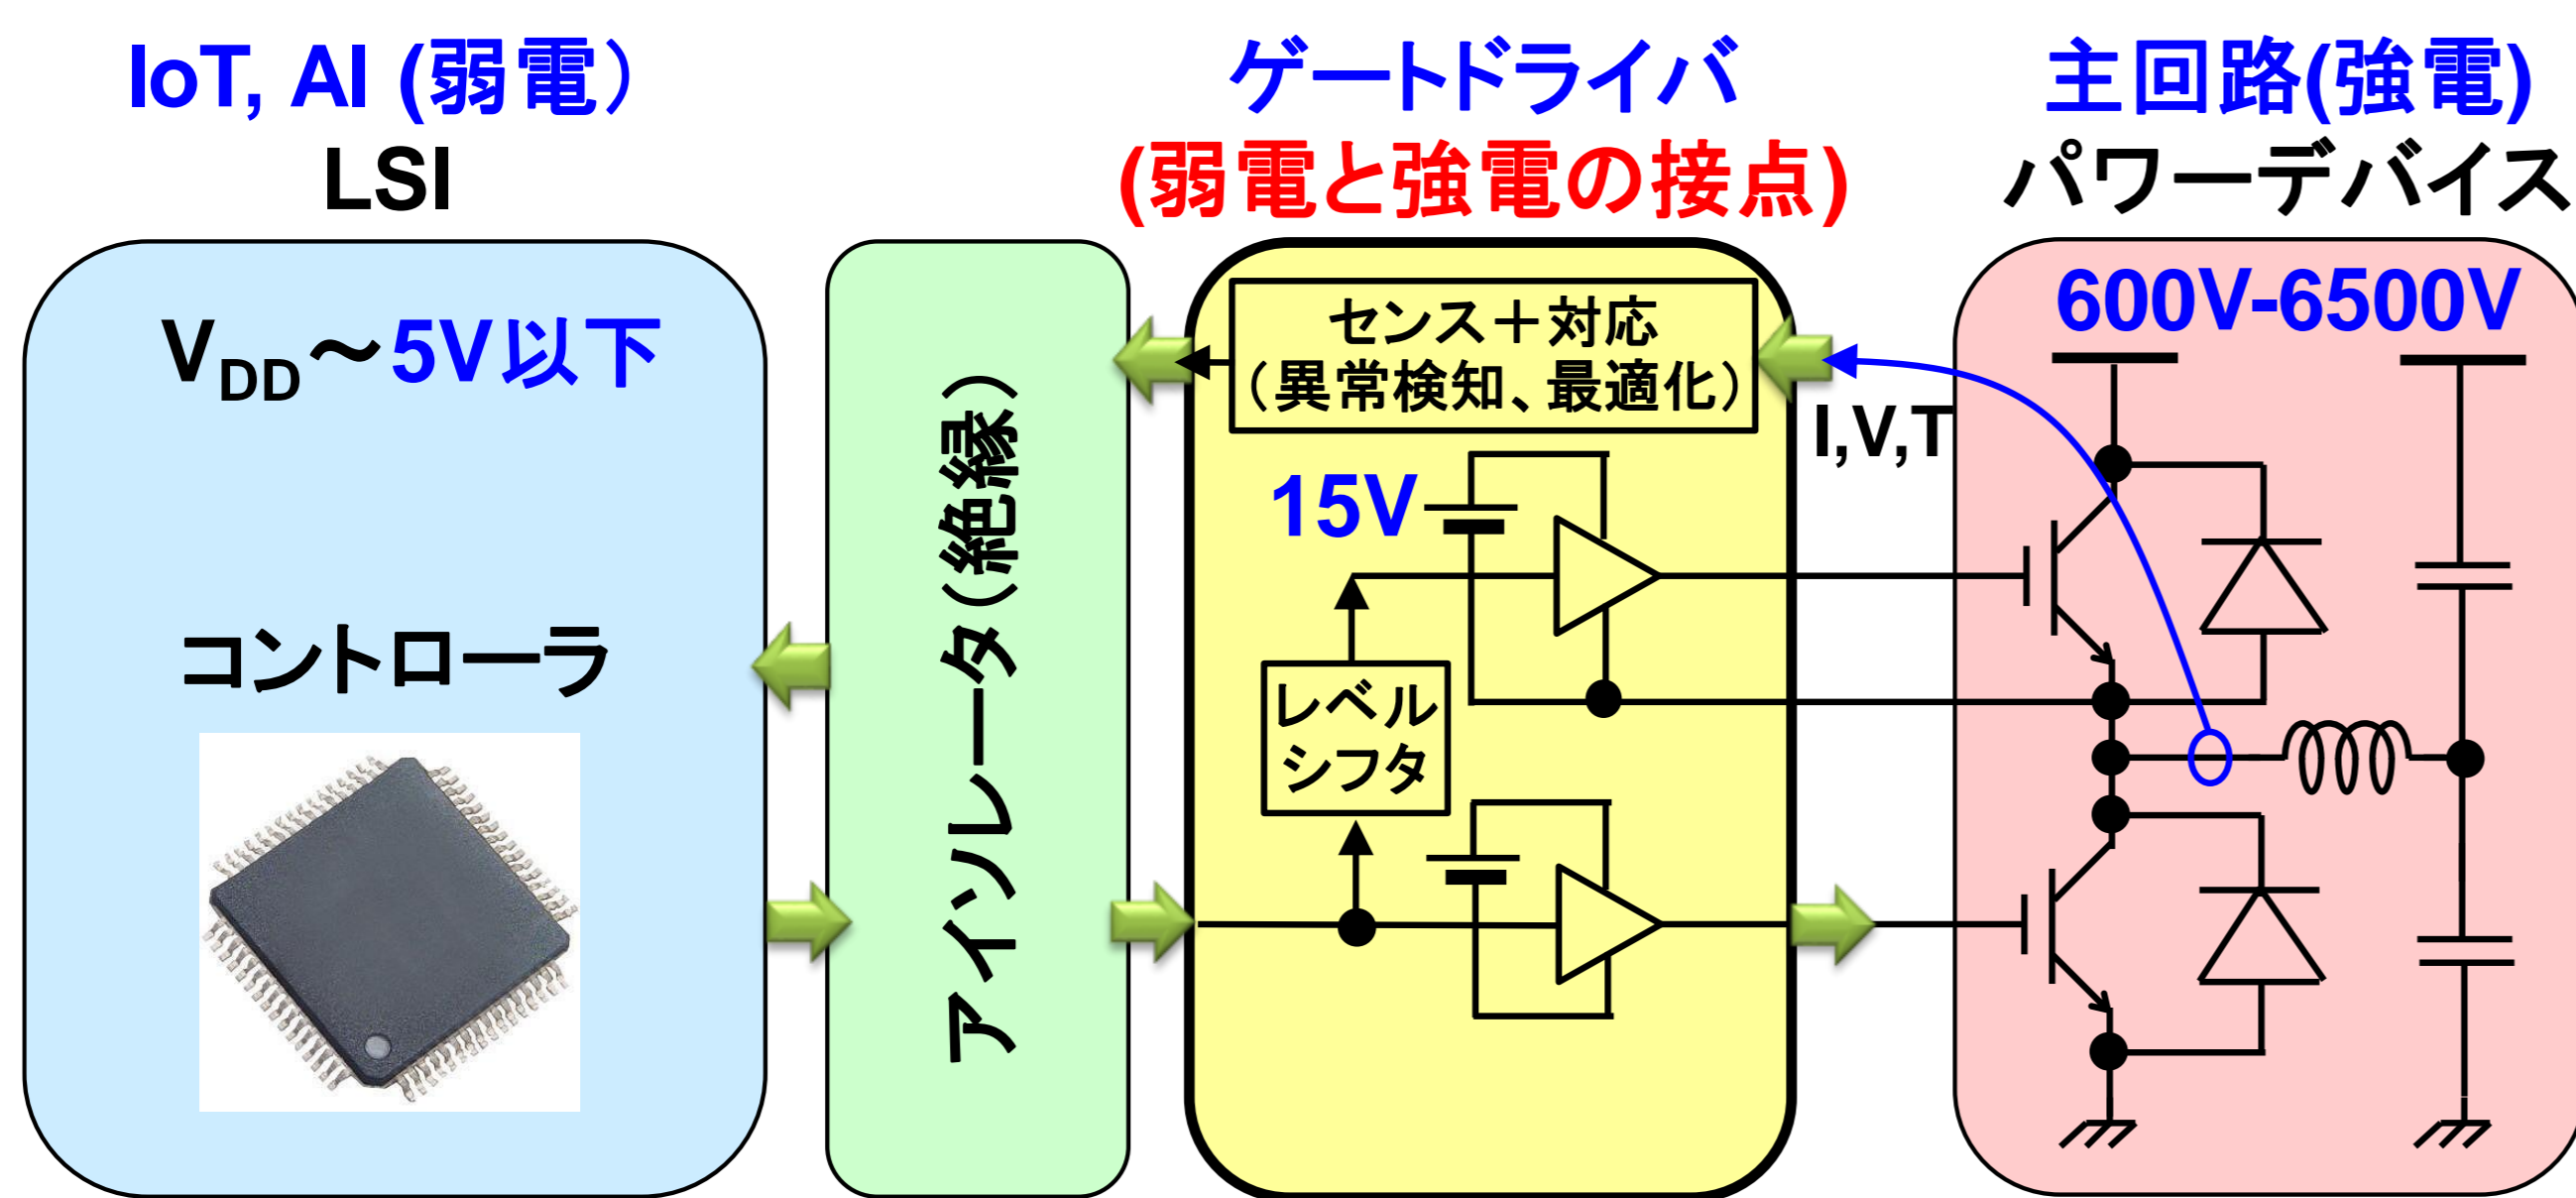 IoT, AI (弱電）
LSI
V_DD～5V以下
コントローラ
アイソレータ（絶縁）
ゲートドライバ
(弱電と強電の接点)
センス＋対応
（異常検知、最適化）
15V
レベル
シフタ
I,V,T
主回路(強電)
パワーデバイス
600V-6500V